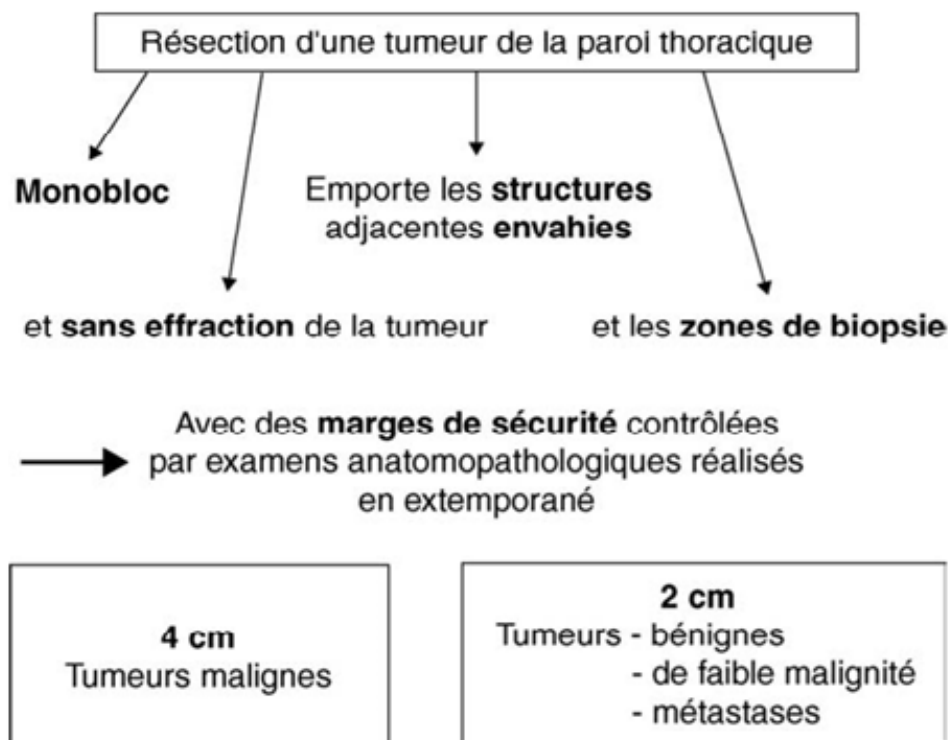 Résection d'une tumeur de la paroi thoracique
Monobloc
Emporte les structures
adjacentes envahies
et sans effraction de la tumeur
et les zones de biopsie
Avec des marges de sécurité contrôlées
par examens anatomopathologiques réalisés
en extemporané
4 cm
Tumeurs malignes
2 cm
Tumeurs - bénignes
- de faible malignité
- métastases